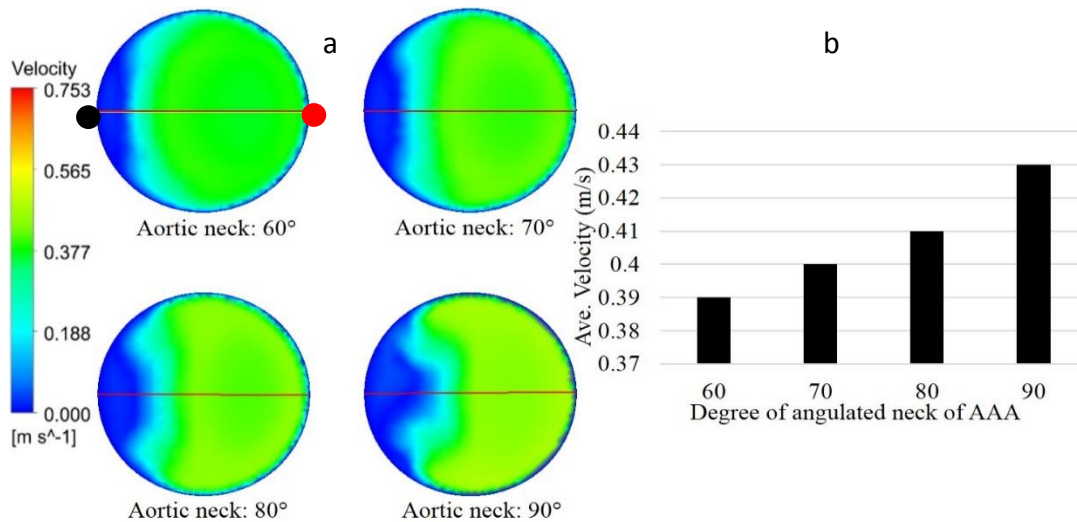 a
b
Velocity
0.753
0.565
0.377
0.188
0.000
[m s^-1]
Aortic neck: 60°
Aortic neck: 70°
Aortic neck: 80°
Aortic neck: 90°
Ave. Velocity (m/s)
0.44
0.43
0.42
0.41
0.4
0.39
0.38
0.37
60 70 80 90
Degree of angulated neck of AAA